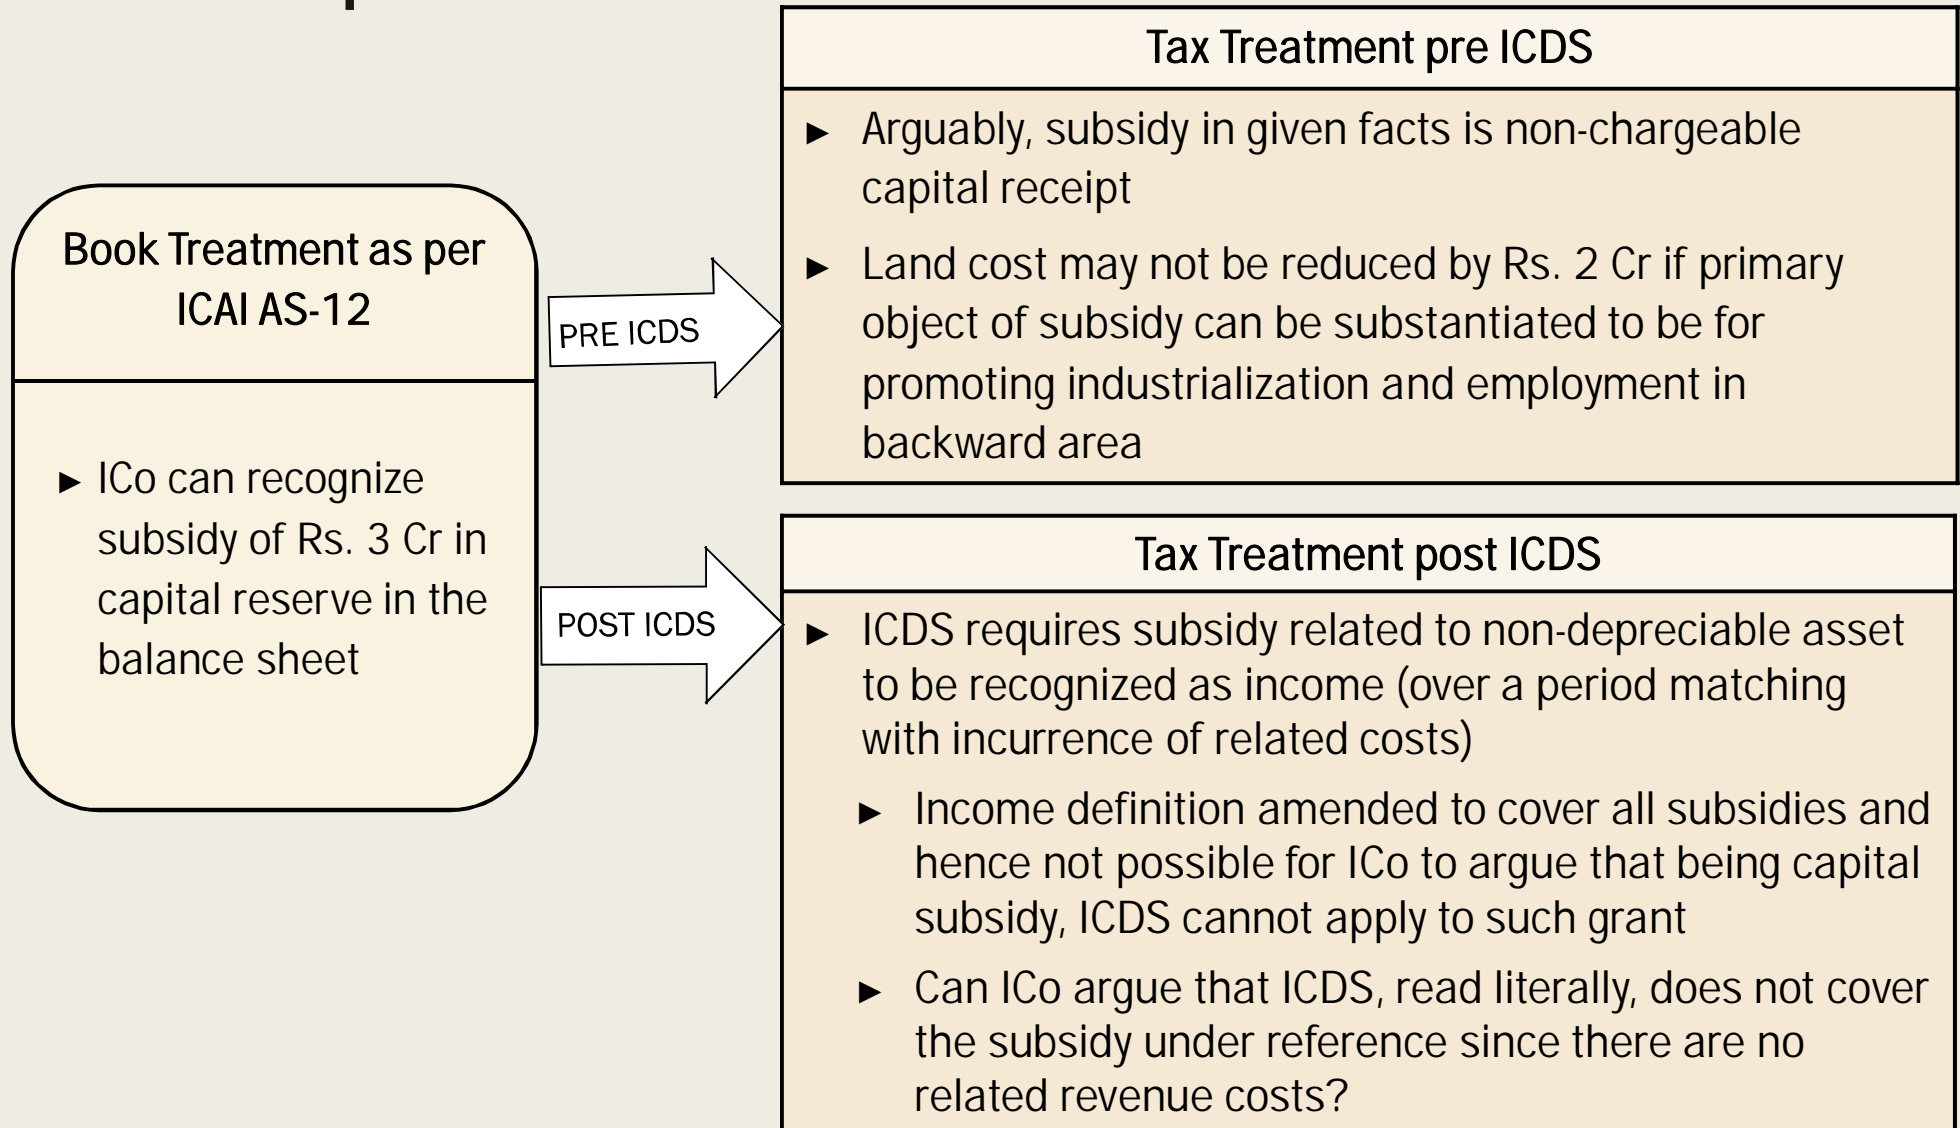 Book Treatment as per
ICAI AS-12
► ICo can recognize
subsidy of Rs. 3 Cr in
capital reserve in the
balance sheet
PRE ICDS
POST ICDS
Tax Treatment pre ICDS
► Arguably, subsidy in given facts is non-chargeable
capital receipt
► Land cost may not be reduced by Rs. 2 Cr if primary
object of subsidy can be substantiated to be for
promoting industrialization and employment in
backward area
Tax Treatment post ICDS
► ICDS requires subsidy related to non-depreciable asset
to be recognized as income (over a period matching
with incurrence of related costs)
► Income definition amended to cover all subsidies and
hence not possible for ICo to argue that being capital
subsidy, ICDS cannot apply to such grant
► Can ICo argue that ICDS, read literally, does not cover
the subsidy under reference since there are no
related revenue costs?